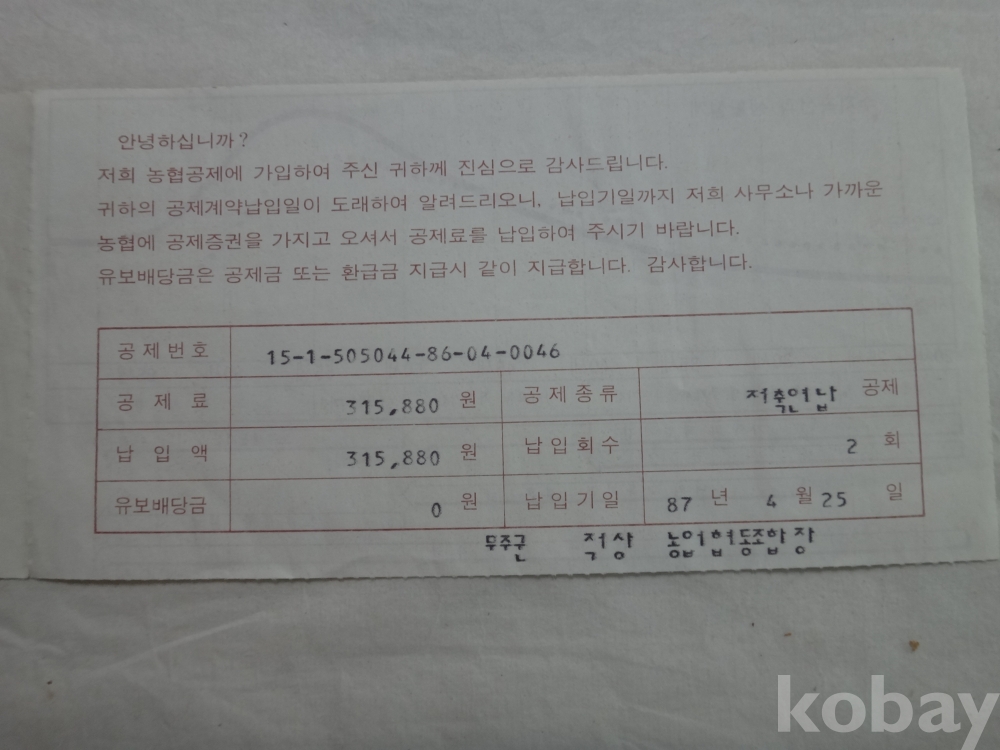 안녕하십니까?
저희 농협공제에 가입하여 주신 귀하께 진심으로 감사드립니다.
귀하의 공제계약납입일이 도래하여 알려드리오니, 납입기일까지 저희 사무소나 가까운
농협에 공제증권을 가지고 오셔서 공제료를 납입하여 주시기 바랍니다.
유보배당금은 공제금 또는 환급금 지급시 같이 지급합니다. 감사합니다.
공제번호 15-1-505044-86-04-0046
공제료 315,880 원 공제종류 저축연납 공제
납입액 315,880 원 납입회수 2 회
유보배당금 0 원 납입기일 87 년 4 월 25 일
무주군 적상 농업협동조합장
kobay